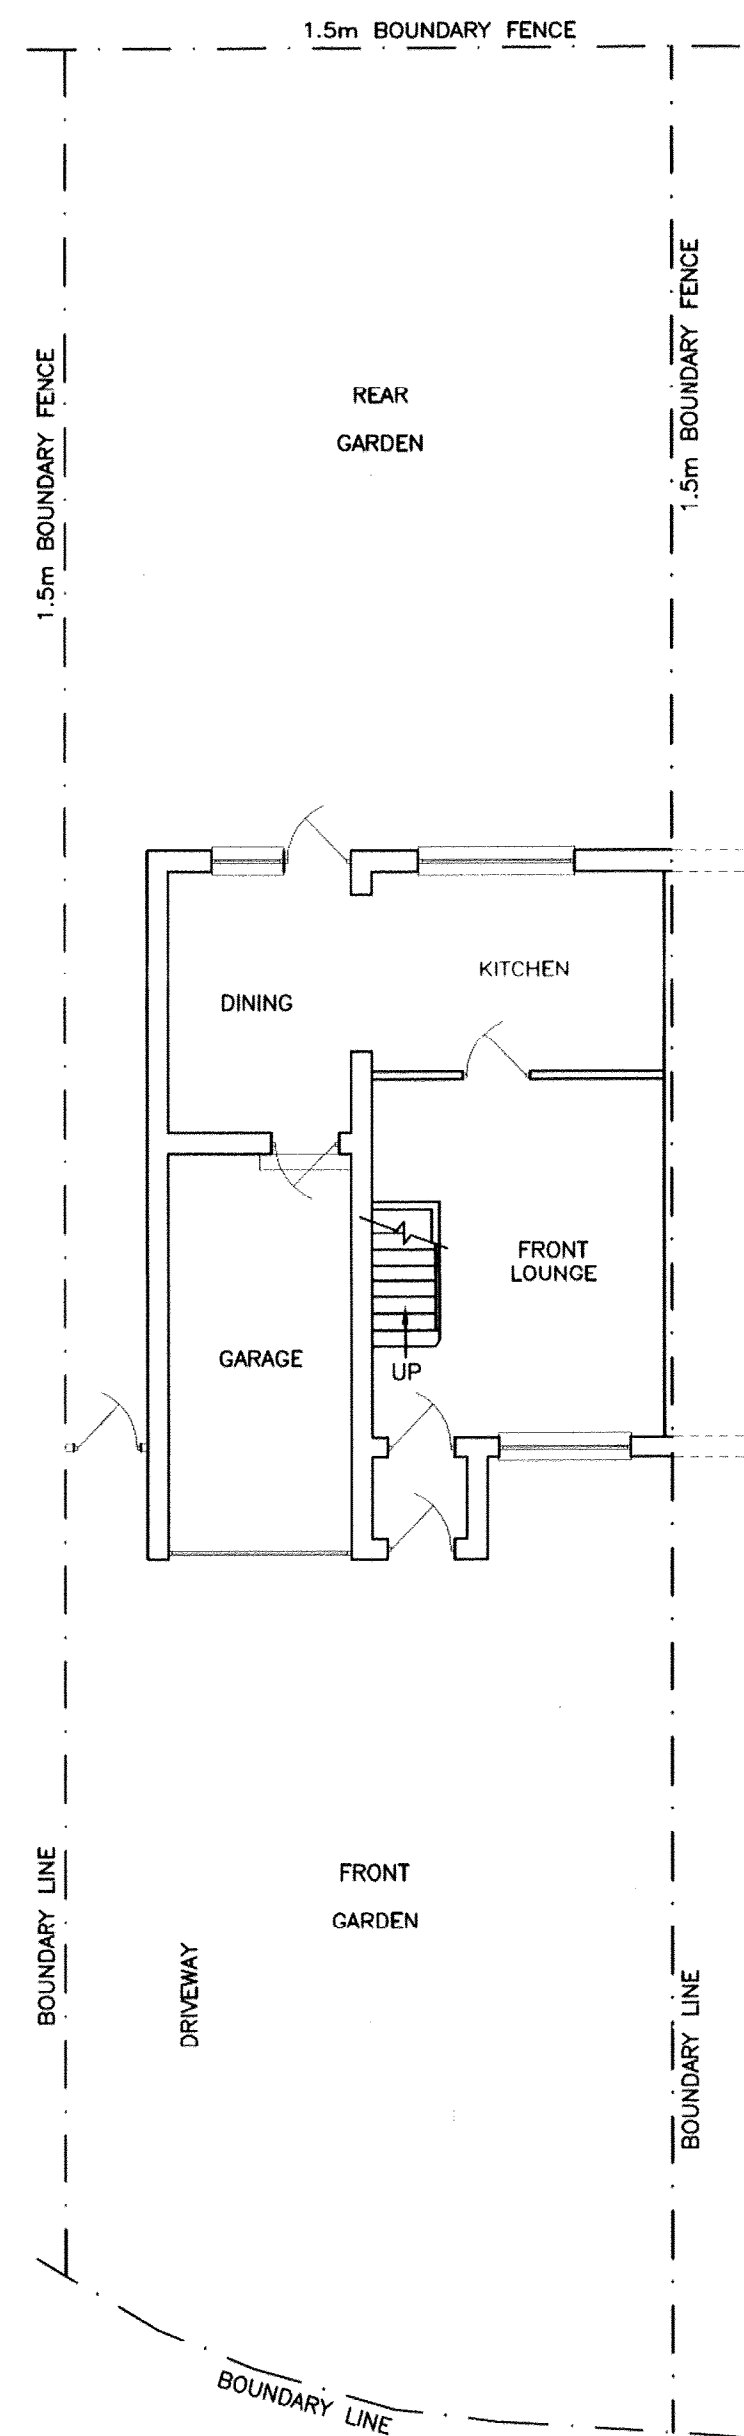 1.5m BOUNDARY FENCE
1.5m BOUNDARY FENCE
1.5m BOUNDARY FENCE
REAR
GARDEN
KITCHEN
DINING
FRONT
LOUNGE
GARAGE
UP
FRONT
GARDEN
BOUNDARY LINE
DRIVEWAY
BOUNDARY LINE
BOUNDARY LINE